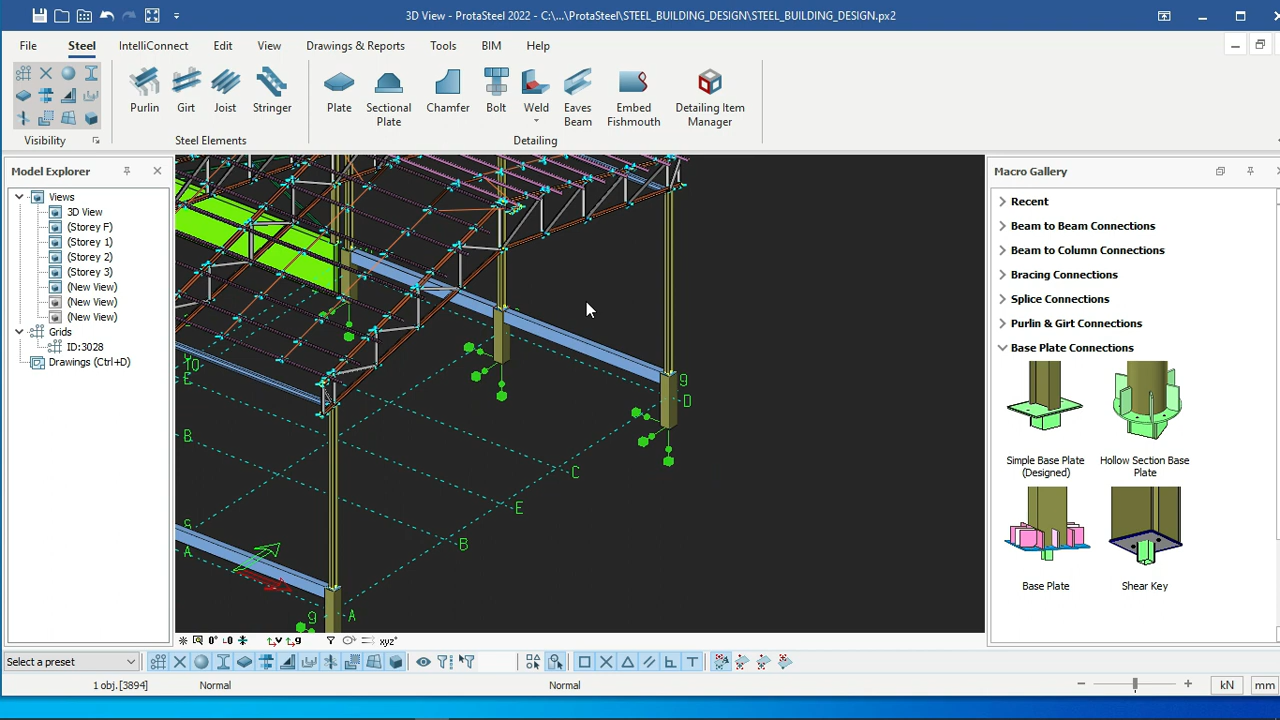 3D View - ProtaSteel 2022 - C:\...\ProtaSteel\STEEL_BUILDING_DESIGN\STEEL_BUILDING_DESIGN.px2
File Steel IntelliConnect Edit View Drawings & Reports Tools BIM Help
Purlin Girt Joist Stringer Plate Sectional Plate Chamfer Bolt Weld Eaves Beam Embed Fishmouth Detailing Item Manager
Visibility Steel Elements Detailing
Model Explorer
Views
3D View
(Storey F)
(Storey 1)
(Storey 2)
(Storey 3)
(New View)
(New View)
(New View)
Grids
ID:3028
Drawings (Ctrl+D)
E
B
A
g
D
C
E
B
g A
0° L0 xyz°
Macro Gallery
Recent
Beam to Beam Connections
Beam to Column Connections
Bracing Connections
Splice Connections
Purlin & Girt Connections
Base Plate Connections
Simple Base Plate (Designed)
Hollow Section Base Plate
Base Plate
Shear Key
Select a preset
1 obj.[3894] Normal Normal kN mm